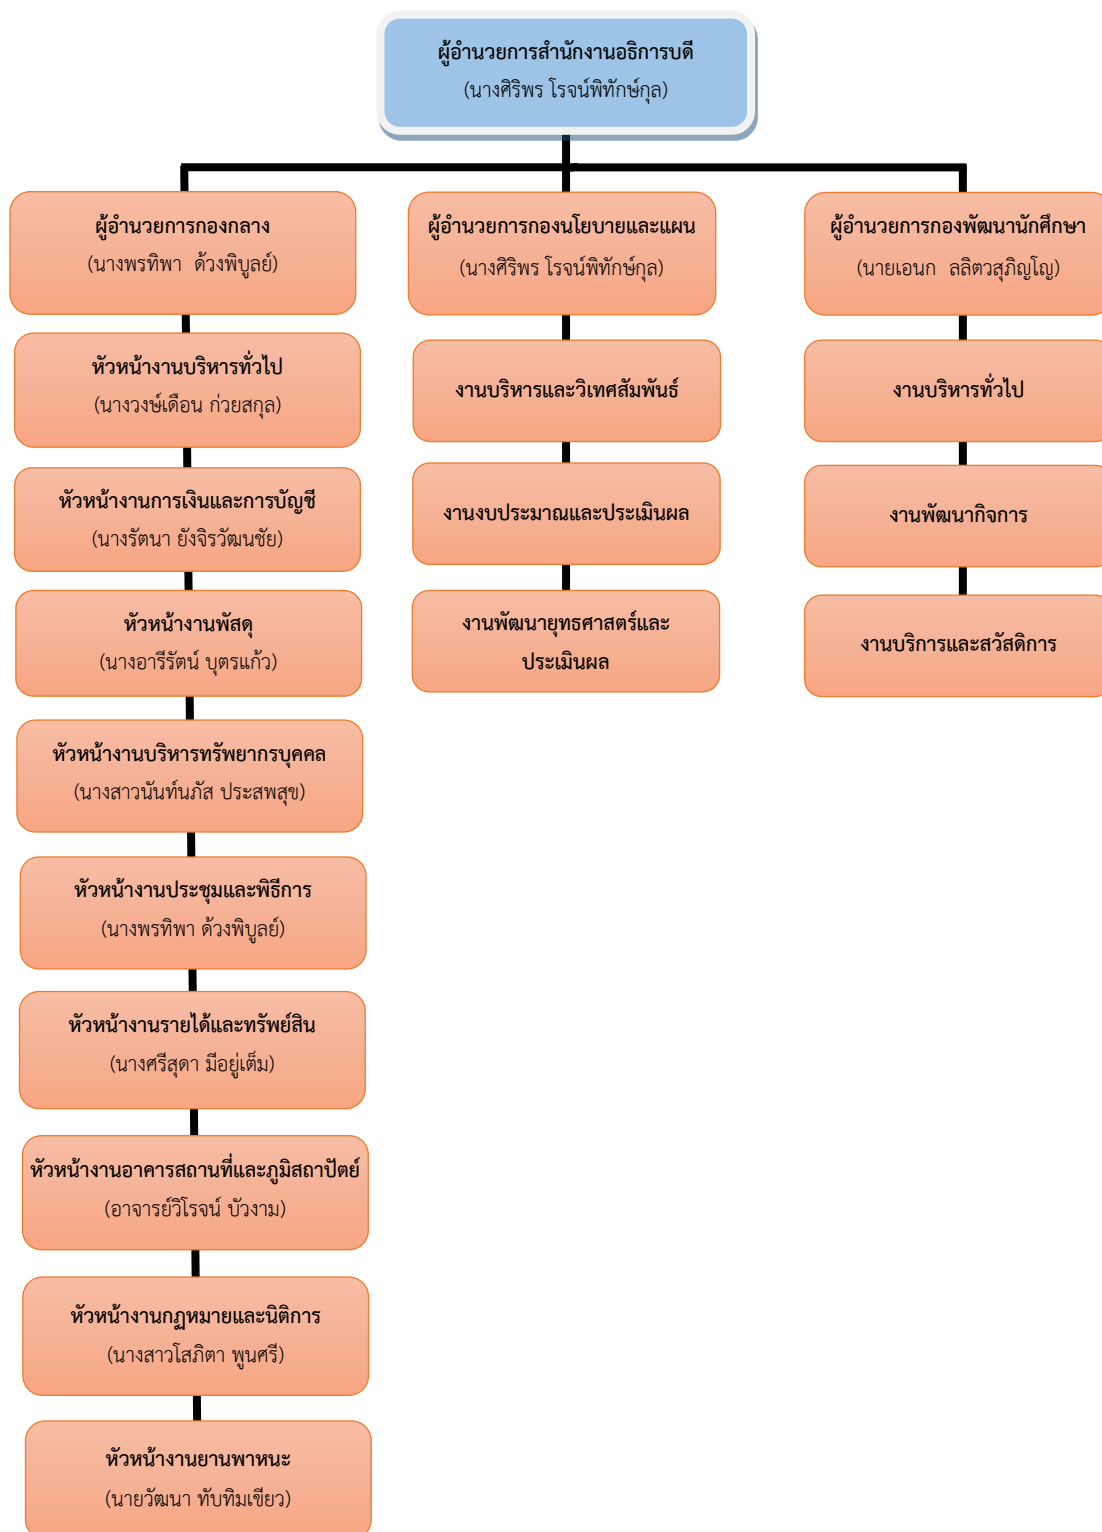 ผู้อำนวยการสำนักงานอธิการบดี
(นางศิริพร โรจน์พิทักษ์กุล)
ผู้อำนวยการกองกลาง
(นางพรทิพา  ด้วงพิบูลย์)
หัวหน้างานบริหารทั่วไป
(นางวงษ์เดือน ก่วยสกุล)
หัวหน้างานการเงินและการบัญชี
(นางรัตนา ยังจิรวัฒนชัย)
หัวหน้างานพัสดุ
(นางอารีรัตน์ บุตรแก้ว)
หัวหน้างานบริหารทรัพยากรบุคคล
(นางสาวนันท์นภัส ประสพสุข)
หัวหน้างานประชุมและพิธีการ
(นางพรทิพา ด้วงพิบูลย์)
หัวหน้างานรายได้และทรัพย์สิน
(นางศรีสุดา มีอยู่เต็ม)
หัวหน้างานอาคารสถานที่และภูมิสถาปัตย์
(อาจารย์วิโรจน์ บัวงาม)
หัวหน้างานกฎหมายและนิติการ
(นางสาวโสภิตา พูนศรี)
หัวหน้างานยานพาหนะ
(นายวัฒนา ทับทิมเขียว)
ผู้อำนวยการกองนโยบายและแผน
(นางศิริพร โรจน์พิทักษ์กุล)
งานบริหารและวิเทศสัมพันธ์
งานงบประมาณและประเมินผล
งานพัฒนายุทธศาสตร์และ
ประเมินผล
ผู้อำนวยการกองพัฒนานักศึกษา
(นายเอนก  ลลิตวสุภิญโญ)
งานบริหารทั่วไป
งานพัฒนากิจการ
งานบริการและสวัสดิการ